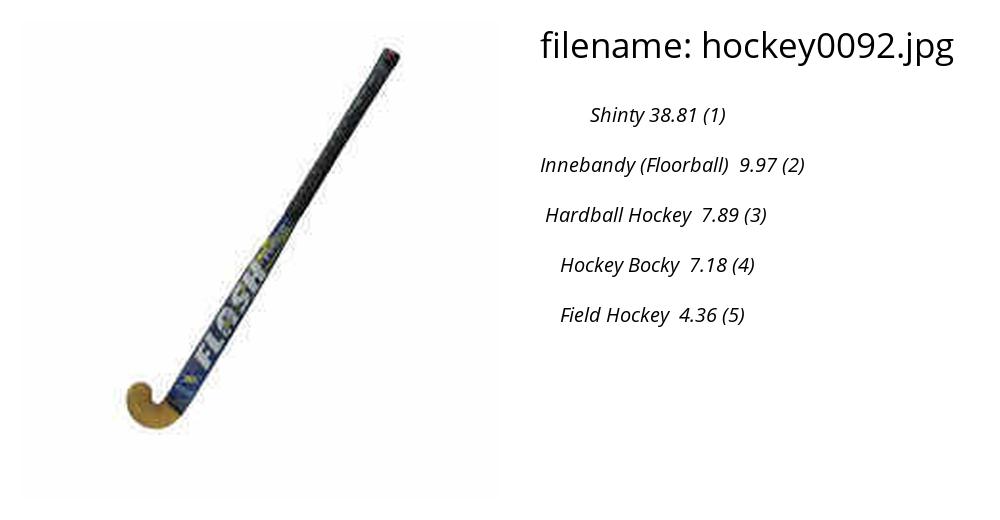 filename: hockey0092.jpg
Shinty 38.81 (1)
Innebandy (Floorball) 9.97 (2)
Hardball Hockey 7.89 (3)
Hockey Bocky 7.18 (4)
Field Hockey 4.36 (5)
FLASH